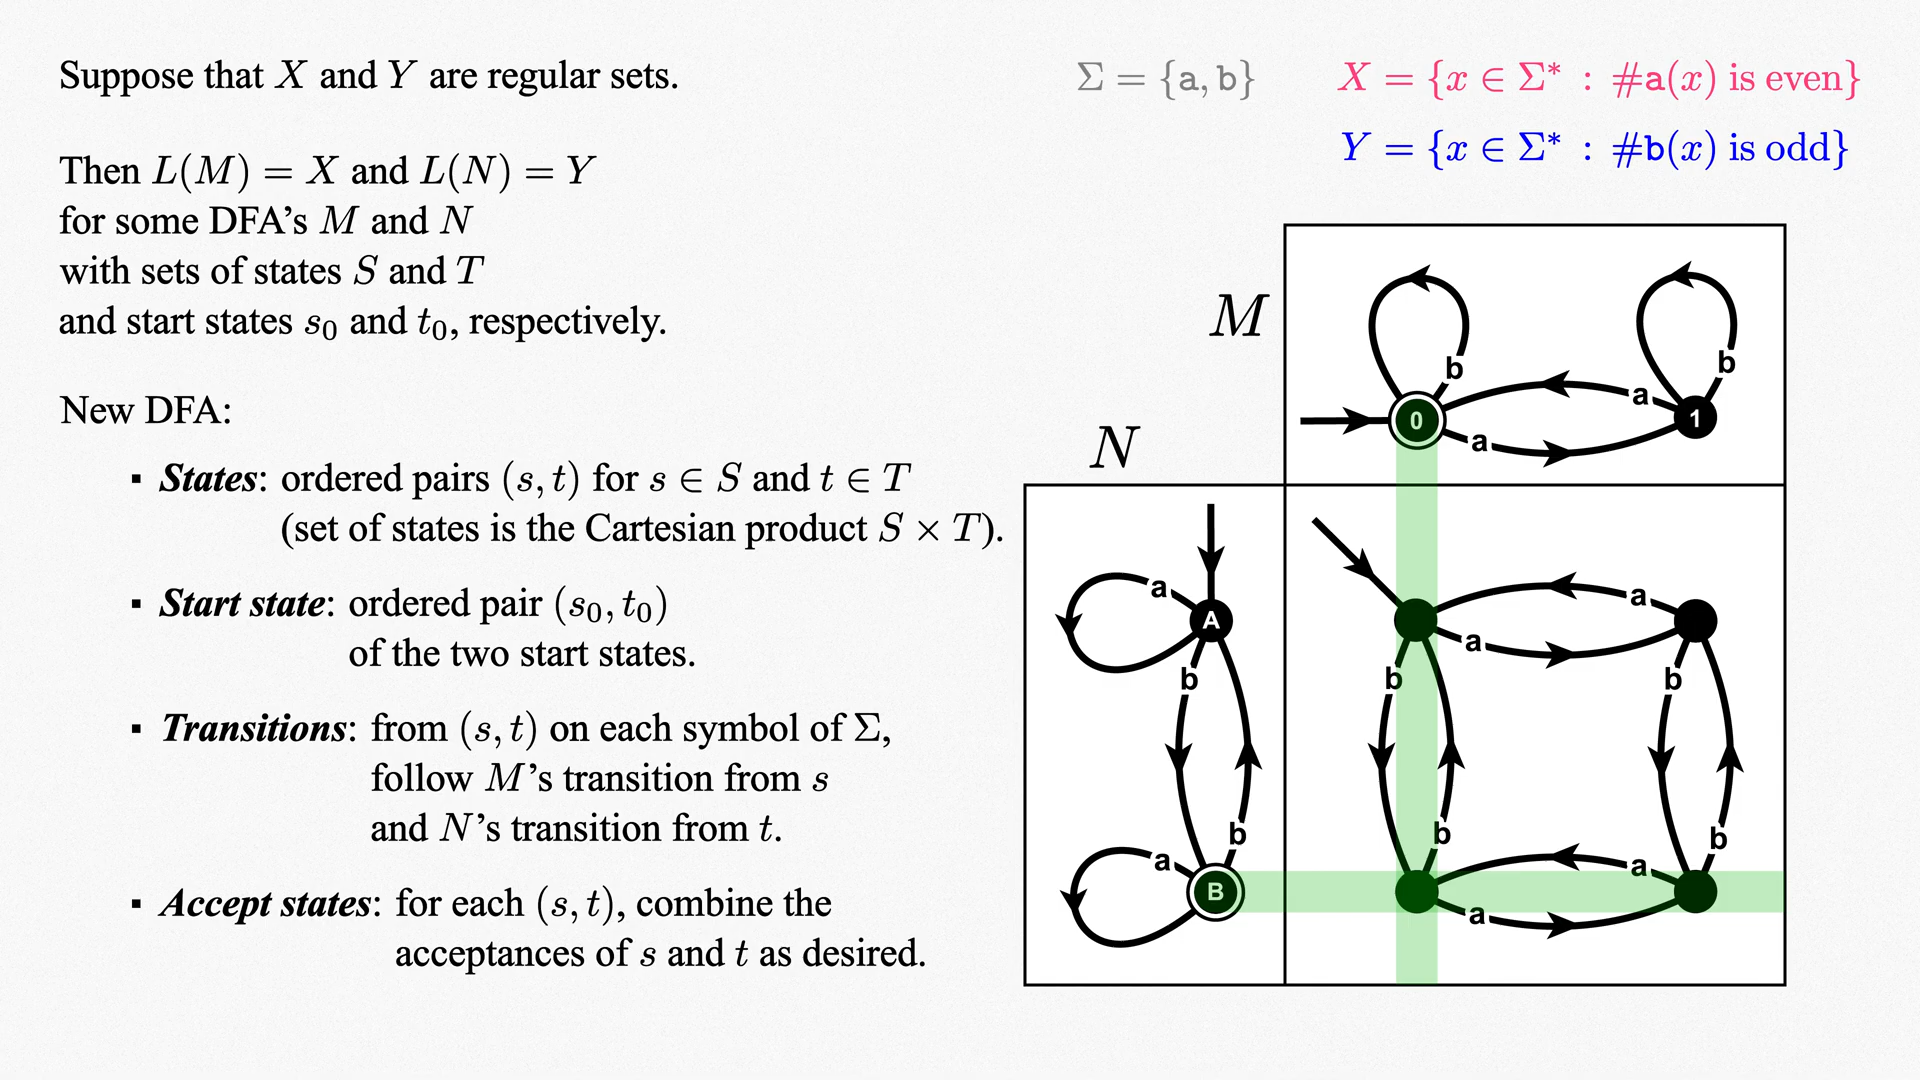 Suppose that X and Y are regular sets.
Then L(M) = X and L(N) = Y
for some DFA’s M and N
with sets of states S and T
and start states s₀ and t₀, respectively.
New DFA:
▪ States: ordered pairs (s, t) for s ∈ S and t ∈ T
(set of states is the Cartesian product S × T).
▪ Start state: ordered pair (s₀, t₀)
of the two start states.
▪ Transitions: from (s, t) on each symbol of Σ,
follow M’s transition from s
and N’s transition from t.
▪ Accept states: for each (s, t), combine the
acceptances of s and t as desired.
Σ = {a, b}
X = {x ∈ Σ* : #a(x) is even}
Y = {x ∈ Σ* : #b(x) is odd}
M
b
b
0
a
a
1
N
a
A
b
b
a
B
a
a
b
b
b
b
a
a